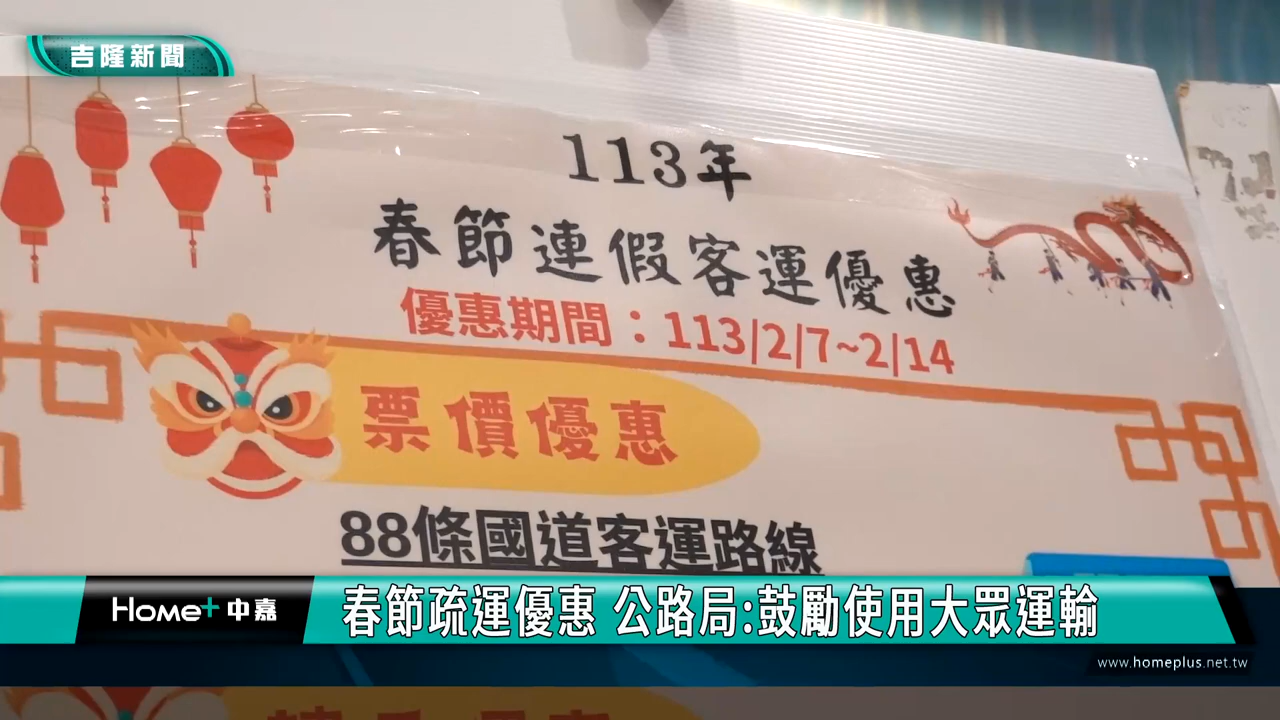 吉隆新聞
113年
春節連假客運優惠
優惠期間：113/2/7~2/14
票價優惠
88條國道客運路線
Home+中嘉
春節疏運優惠 公路局:鼓勵使用大眾運輸
www.homeplus.net.tw